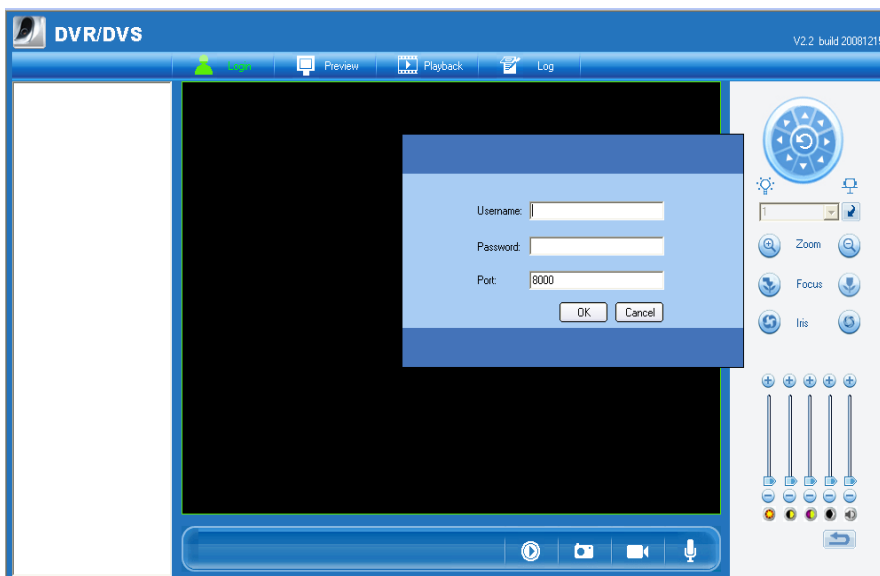 DVR/DVS
V2.2 build 20081215
Login Preview Playback Log
Username:
Password:
Port: 8000
OK Cancel
1
Zoom
Focus
Iris